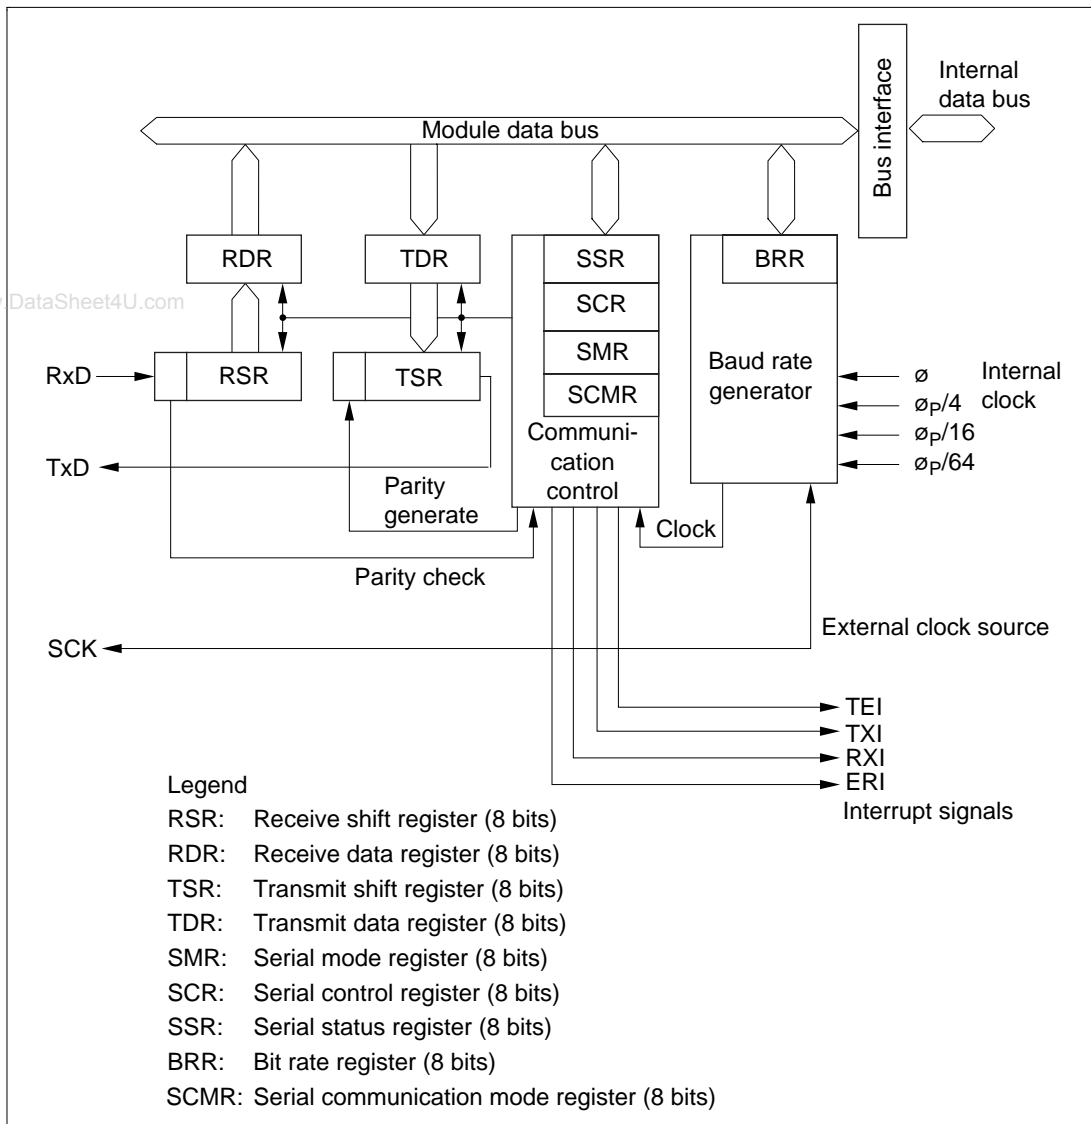 Internal
data bus
Bus interface
Module data bus
RDR
TDR
SSR
BRR
SCR
.DataSheet4U.com
SMR
RxD
RSR
TSR
SCMR
Baud rate
generator
ø
Internal
clock
øP/4
øP/16
øP/64
Communi-
cation
control
TxD
Parity
generate
Clock
Parity check
External clock source
SCK
TEI
TXI
RXI
ERI
Interrupt signals
Legend
RSR: Receive shift register (8 bits)
RDR: Receive data register (8 bits)
TSR: Transmit shift register (8 bits)
TDR: Transmit data register (8 bits)
SMR: Serial mode register (8 bits)
SCR: Serial control register (8 bits)
SSR: Serial status register (8 bits)
BRR: Bit rate register (8 bits)
SCMR: Serial communication mode register (8 bits)